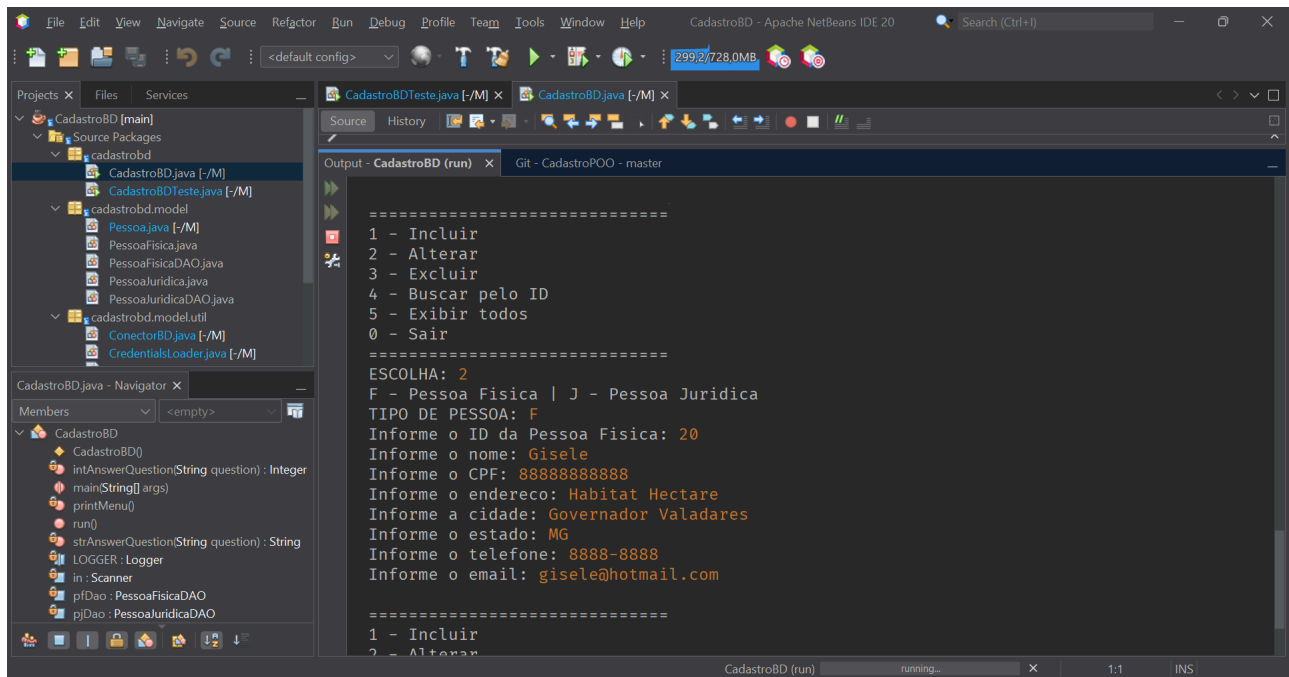 File Edit View Navigate Source Refactor Run Debug Profile Team Tools Window Help CadastroBD - Apache NetBeans IDE 20 Search (Ctrl+I)
<default config> 299,2/728,0MB
Projects Files Services
CadastroBD [main]
Source Packages
cadastrobd
CadastroBD.java [-/M]
CadastroBDTeste.java [-/M]
cadastrobd.model
Pessoa.java [-/M]
PessoaFisica.java
PessoaFisicaDAO.java
PessoaJuridica.java
PessoaJuridicaDAO.java
cadastrobd.model.util
ConectorBD.java [-/M]
CredentialsLoader.java [-/M]
CadastroBD.java - Navigator
Members <empty>
CadastroBD
CadastroBD()
intAnswerQuestion(String question) : Integer
main(String[] args)
printMenu()
run()
strAnswerQuestion(String question) : String
LOGGER : Logger
in : Scanner
pfDao : PessoaFisicaDAO
pjDao : PessoaJuridicaDAO
CadastroBDTeste.java [-/M] CadastroBD.java [-/M]
Source History
Output - CadastroBD (run) Git - CadastroPOO - master
==============================
1 - Incluir
2 - Alterar
3 - Excluir
4 - Buscar pelo ID
5 - Exibir todos
0 - Sair
==============================
ESCOLHA: 2
F - Pessoa Fisica | J - Pessoa Juridica
TIPO DE PESSOA: F
Informe o ID da Pessoa Fisica: 20
Informe o nome: Gisele
Informe o CPF: 88888888888
Informe o endereco: Habitat Hectare
Informe a cidade: Governador Valadares
Informe o estado: MG
Informe o telefone: 8888-8888
Informe o email: gisele@hotmail.com
==============================
1 - Incluir
2 - Alterar
CadastroBD (run) running... 1:1 INS